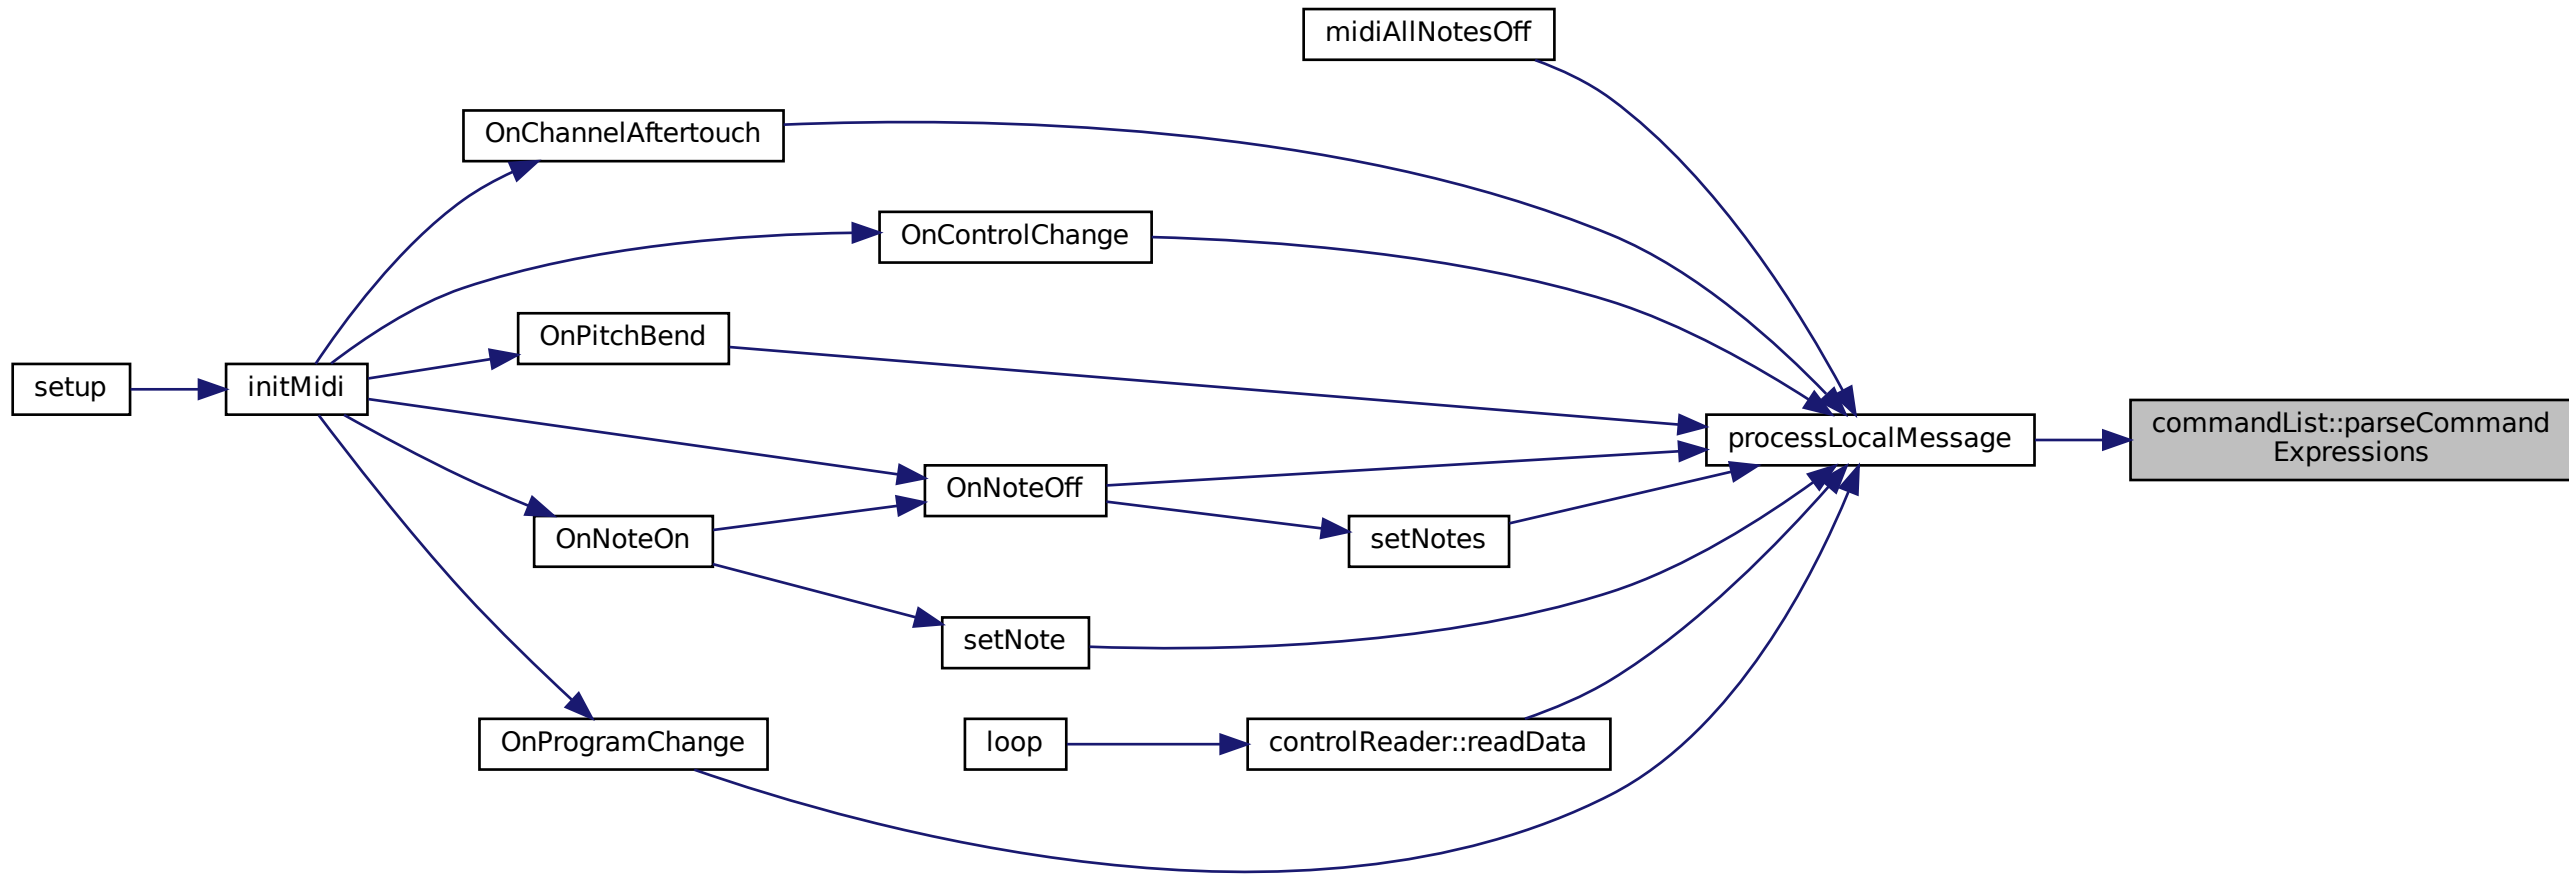 midiAllNotesOff
OnChannelAftertouch
OnControlChange
OnPitchBend
setup
initMidi
processLocalMessage
commandList::parseCommand
Expressions
OnNoteOff
OnNoteOn
setNotes
setNote
OnProgramChange
loop
controlReader::readData